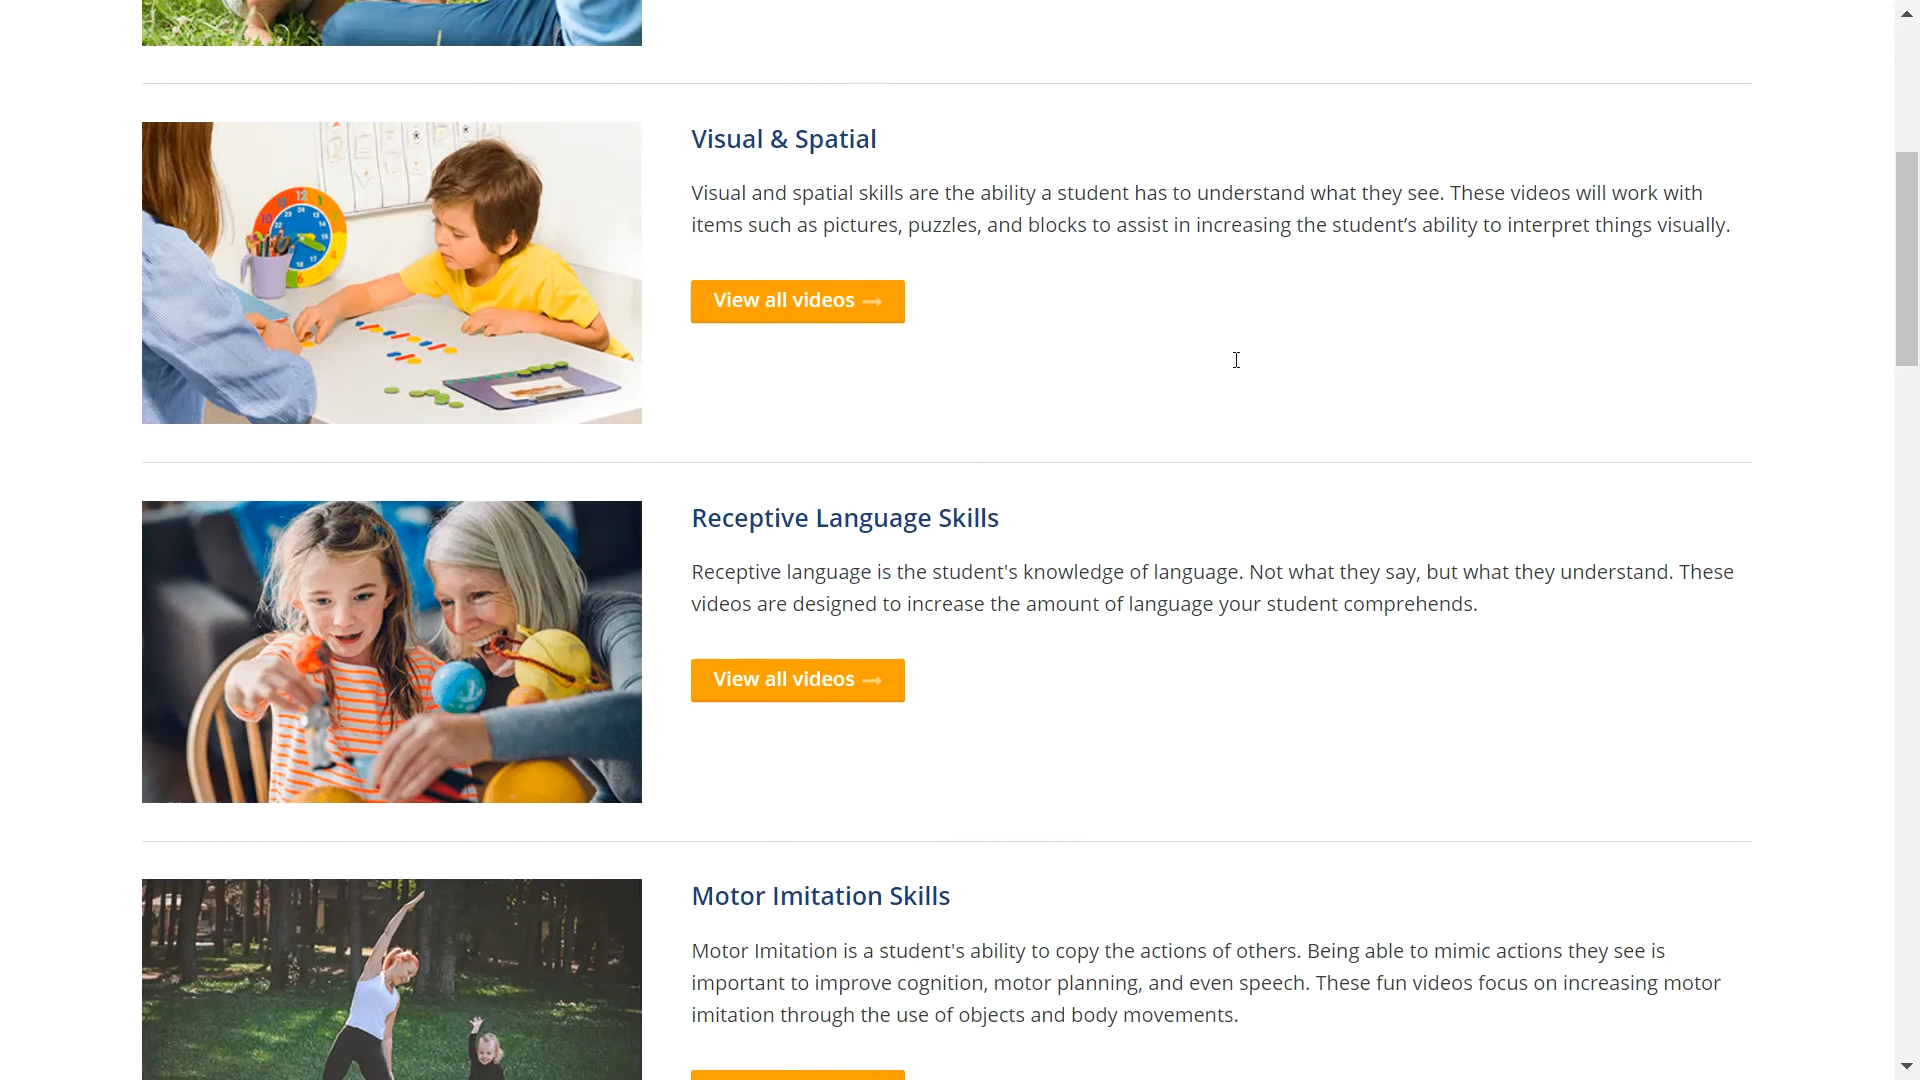 Visual & Spatial
Visual and spatial skills are the ability a student has to understand what they see. These videos will work with
items such as pictures, puzzles, and blocks to assist in increasing the student’s ability to interpret things visually.
View all videos
Receptive Language Skills
Receptive language is the student's knowledge of language. Not what they say, but what they understand. These
videos are designed to increase the amount of language your student comprehends.
View all videos
Motor Imitation Skills
Motor Imitation is a student's ability to copy the actions of others. Being able to mimic actions they see is
important to improve cognition, motor planning, and even speech. These fun videos focus on increasing motor
imitation through the use of objects and body movements.